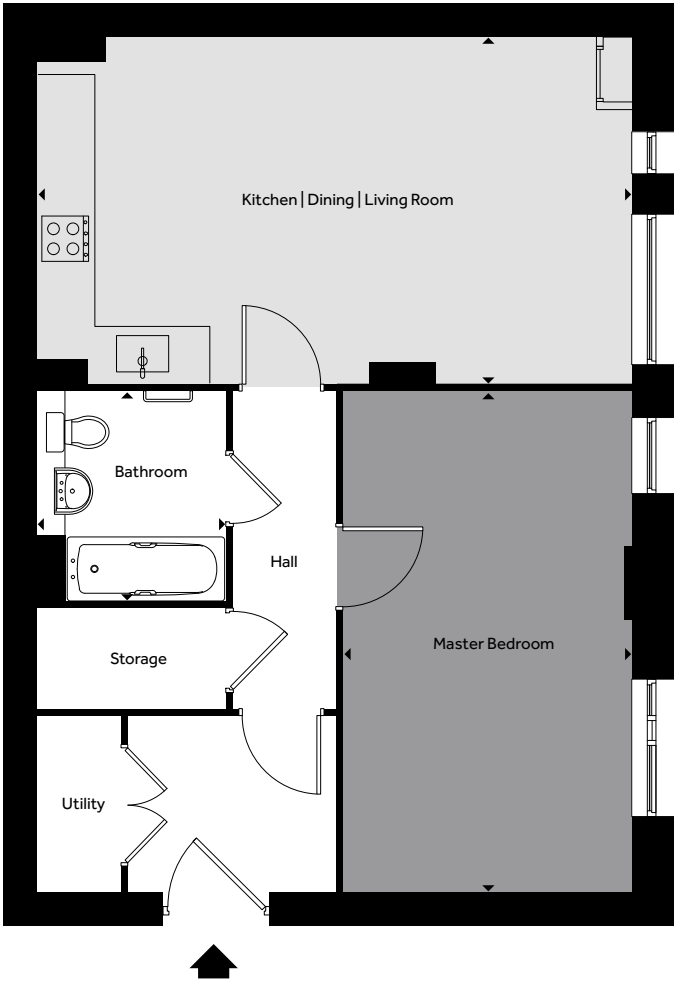 Kitchen | Dining | Living Room
Bathroom
Hall
Master Bedroom
Storage
Utility